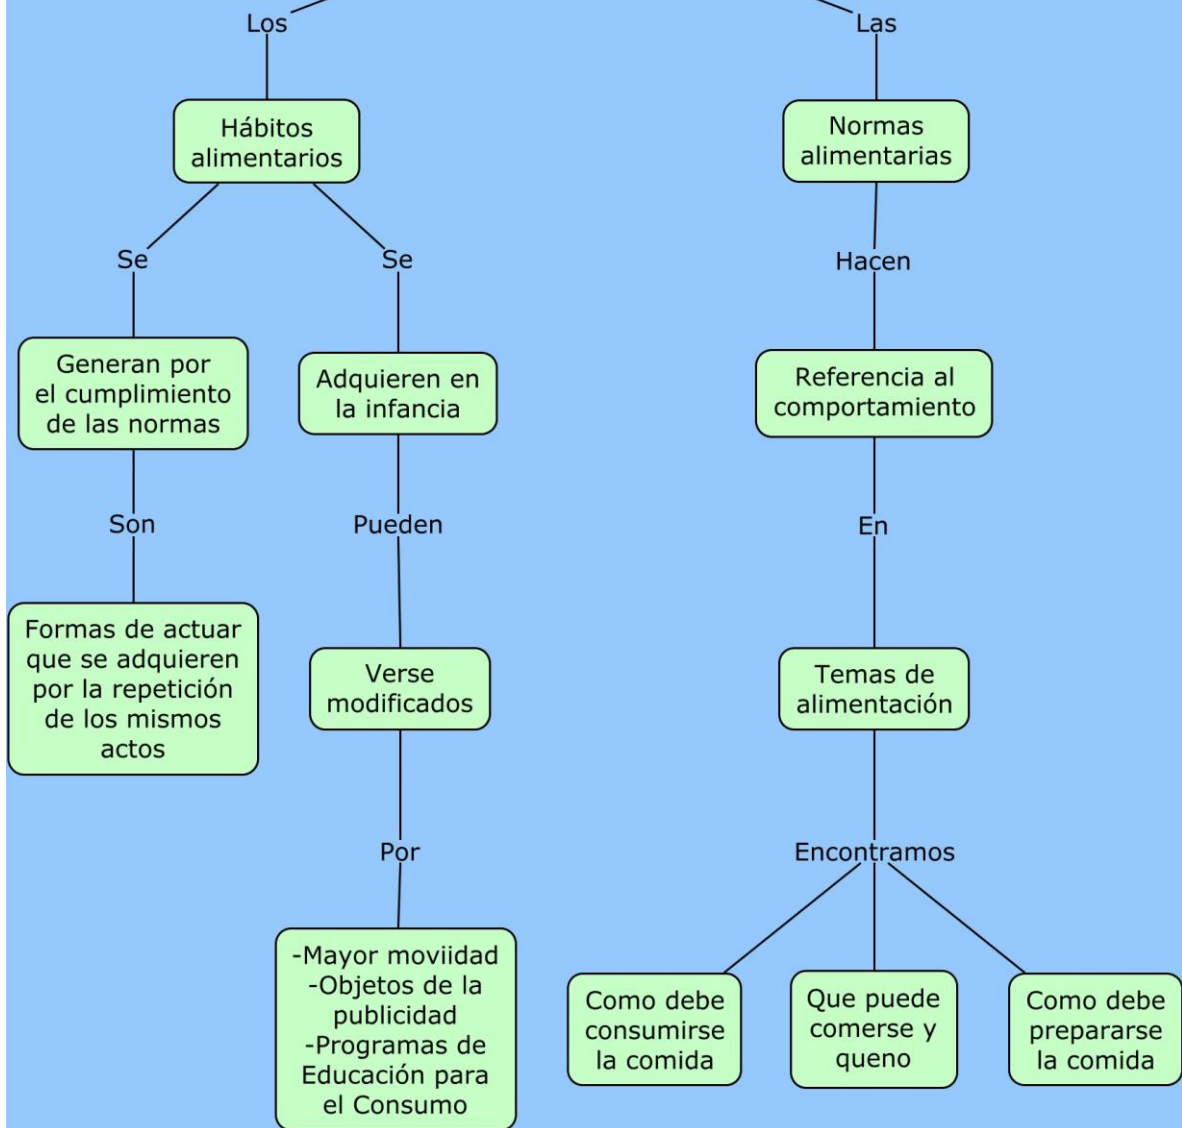 Los
Las
Hábitos
alimentarios
Normas
alimentarias
Se
Se
Hacen
Generan por
el cumplimiento
de las normas
Adquieren en
la infancia
Referencia al
comportamiento
Son
Pueden
En
Formas de actuar
que se adquieren
por la repetición
de los mismos
actos
Verse
modificados
Temas de
alimentación
Por
Encontramos
-Mayor moviidad
-Objetos de la
publicidad
-Programas de
Educación para
el Consumo
Como debe
consumirse
la comida
Que puede
comerse y
queno
Como debe
prepararse
la comida